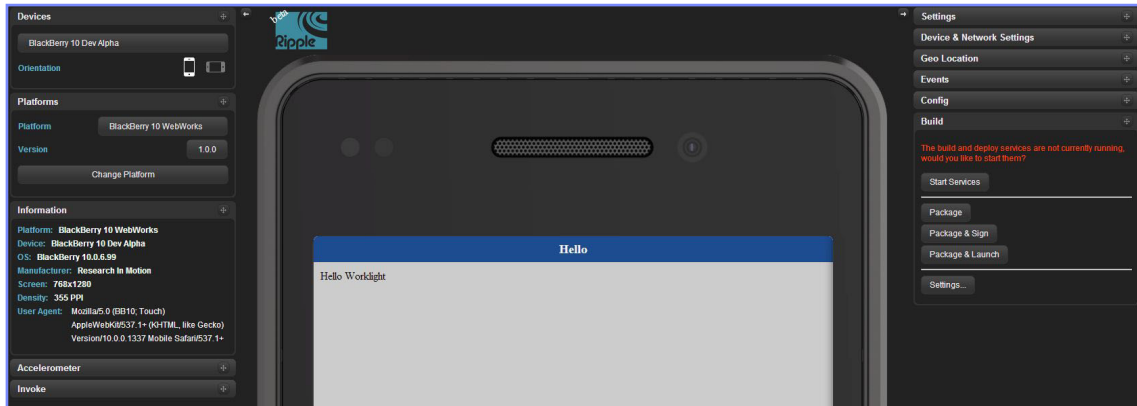 Devices
BlackBerry 10 Dev Alpha
Orientation
Platforms
Platform BlackBerry 10 WebWorks
Version 1.0.0
Change Platform
Information
Platform: BlackBerry 10 WebWorks
Device: BlackBerry 10 Dev Alpha
OS: BlackBerry 10.0.6.99
Manufacturer: Research In Motion
Screen: 768x1280
Density: 355 PPI
User Agent: Mozilla/5.0 (BB10; Touch)
AppleWebKit/537.1+ (KHTML, like Gecko)
Version/10.0.0.1337 Mobile Safari/537.1+
Accelerometer
Invoke
beta
Ripple
Hello
Hello Worklight
Settings
Device & Network Settings
Geo Location
Events
Config
Build
The build and deploy services are not currently running,
would you like to start them?
Start Services
Package
Package & Sign
Package & Launch
Settings...